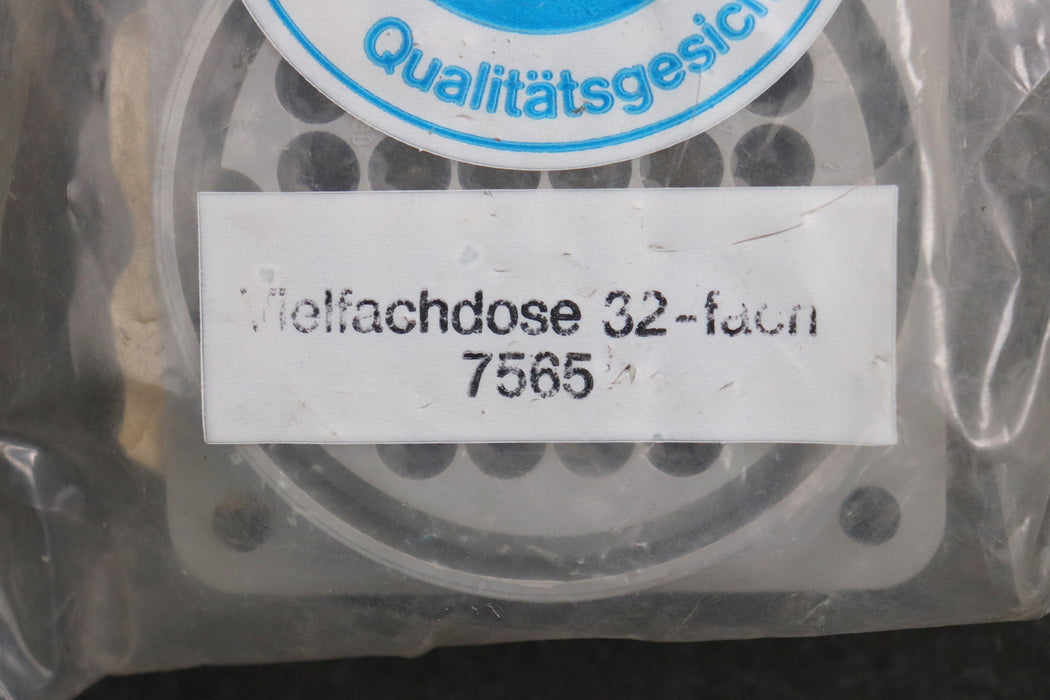 Qualitätsgesich
Vielfachdose 32-fach
7565